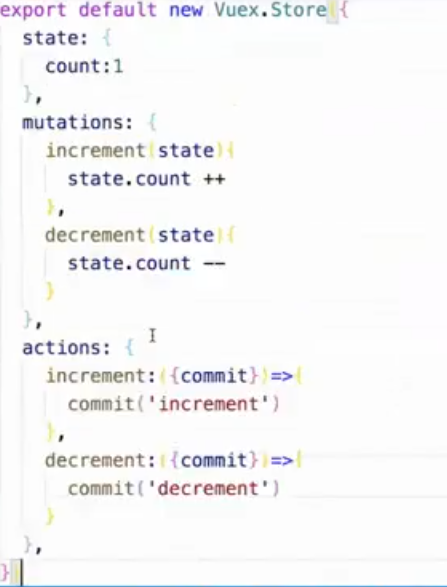 export default new Vuex.Store({
  state: {
    count:1
  },
  mutations: {
    increment(state){
      state.count ++
    },
    decrement(state){
      state.count --
    }
  },
  actions: {
    increment:({commit})=>{
      commit('increment')
    },
    decrement:({commit})=>{
      commit('decrement')
    }
  },
})